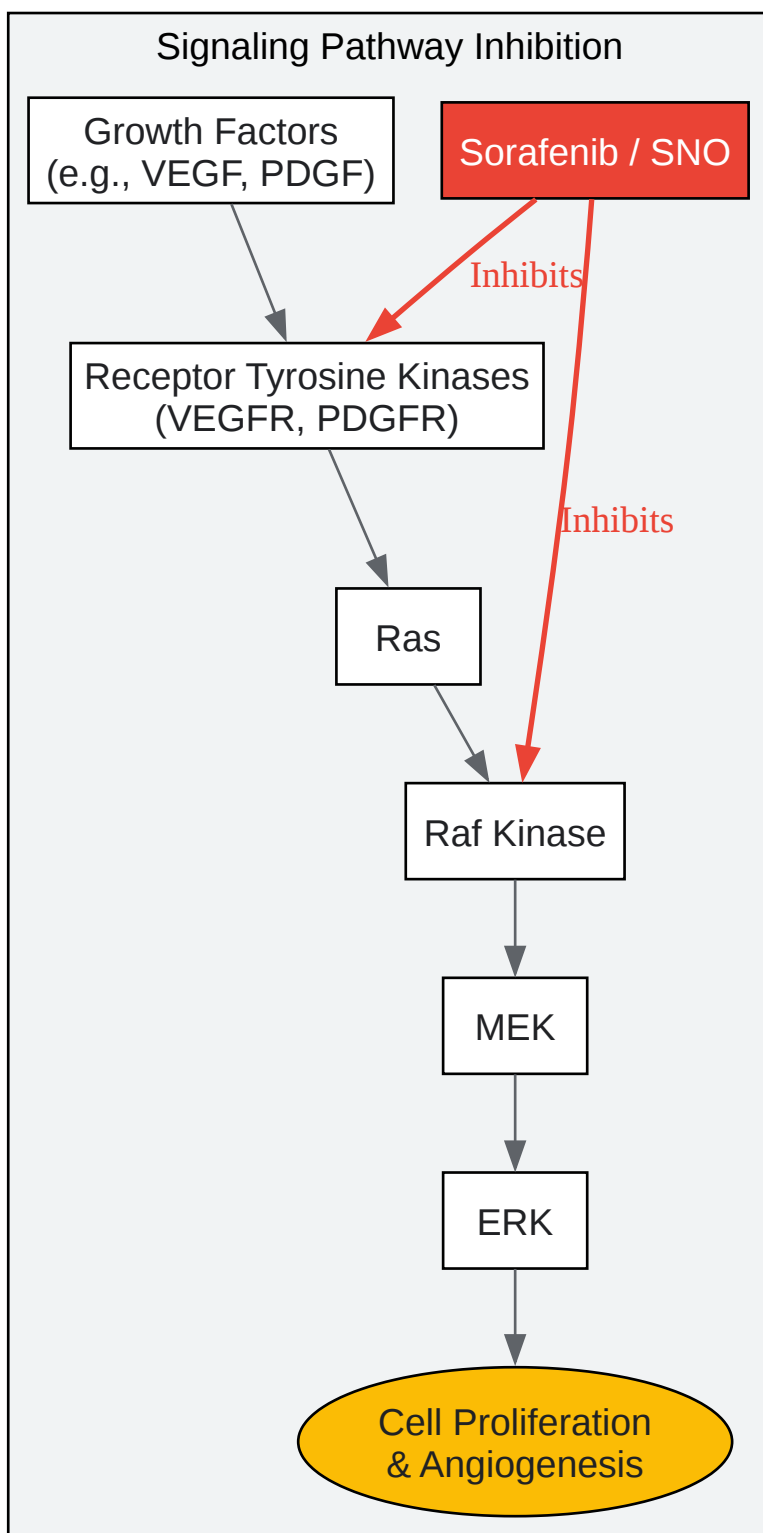 Signaling Pathway Inhibition
Growth Factors
(e.g., VEGF, PDGF)
Sorafenib / SNO
Inhibits
Receptor Tyrosine Kinases
(VEGFR, PDGFR)
Inhibits
Ras
Raf Kinase
MEK
ERK
Cell Proliferation
& Angiogenesis